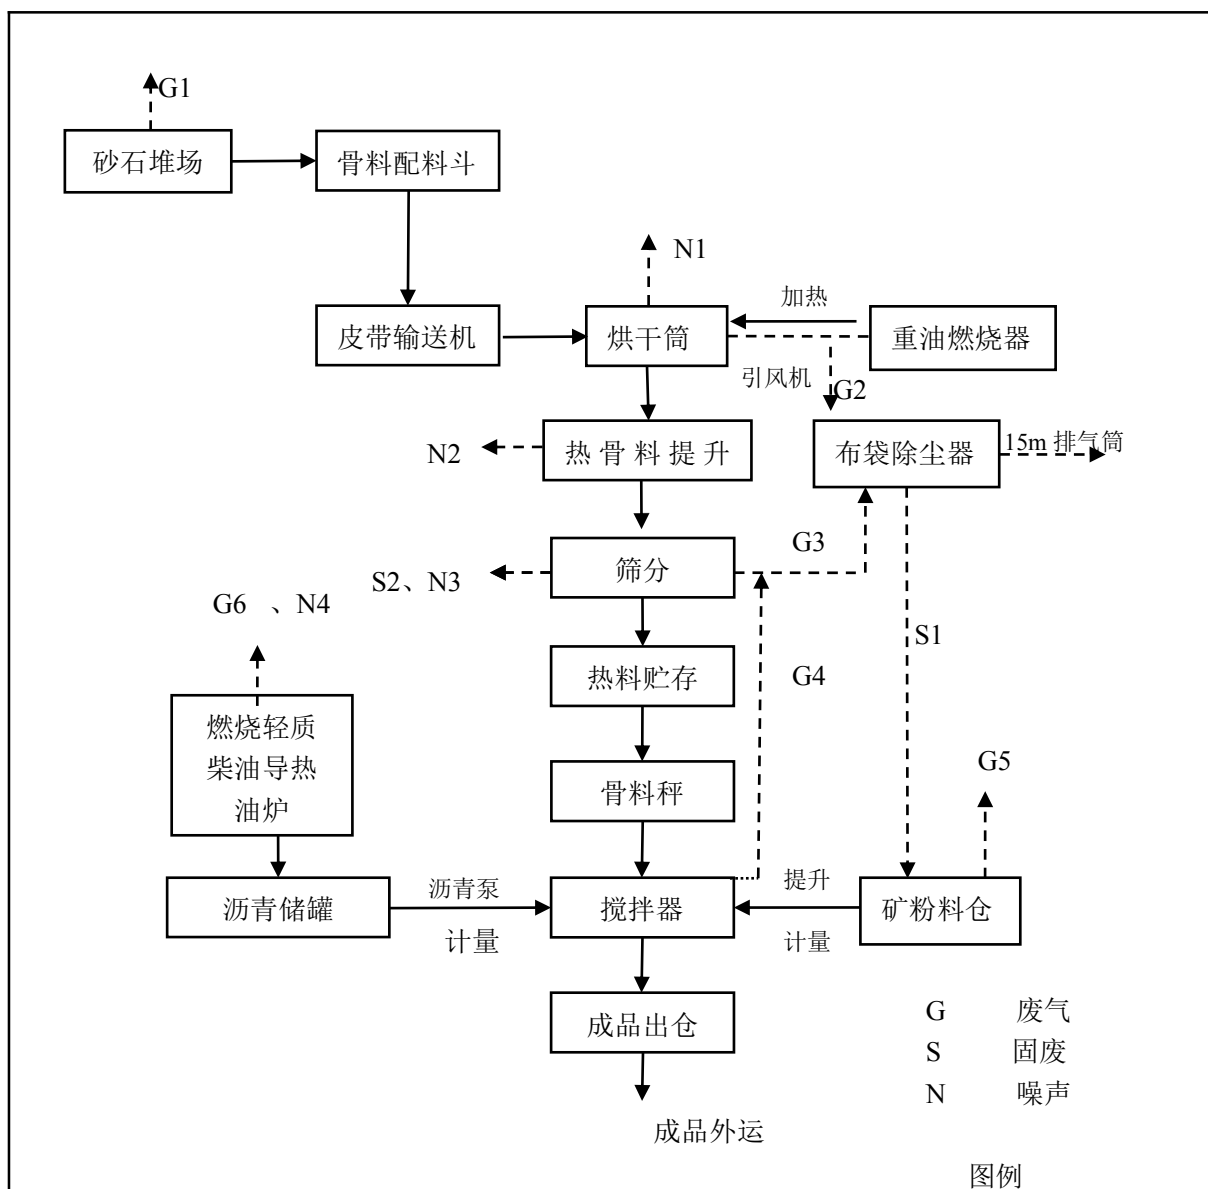 G1
砂石堆场
骨料配料斗
N1
加热
皮带输送机
烘干筒
重油燃烧器
引风机
G2
N2
热骨料提升
布袋除尘器
15m 排气筒
G3
S2、N3
筛分
G6 、N4
S1
热料贮存
G4
燃烧轻质
柴油导热
油炉
骨料秤
G5
沥青储罐
沥青泵
计量
搅拌器
提升
计量
矿粉料仓
成品出仓
G 废气
S 固废
N 噪声
成品外运
图例